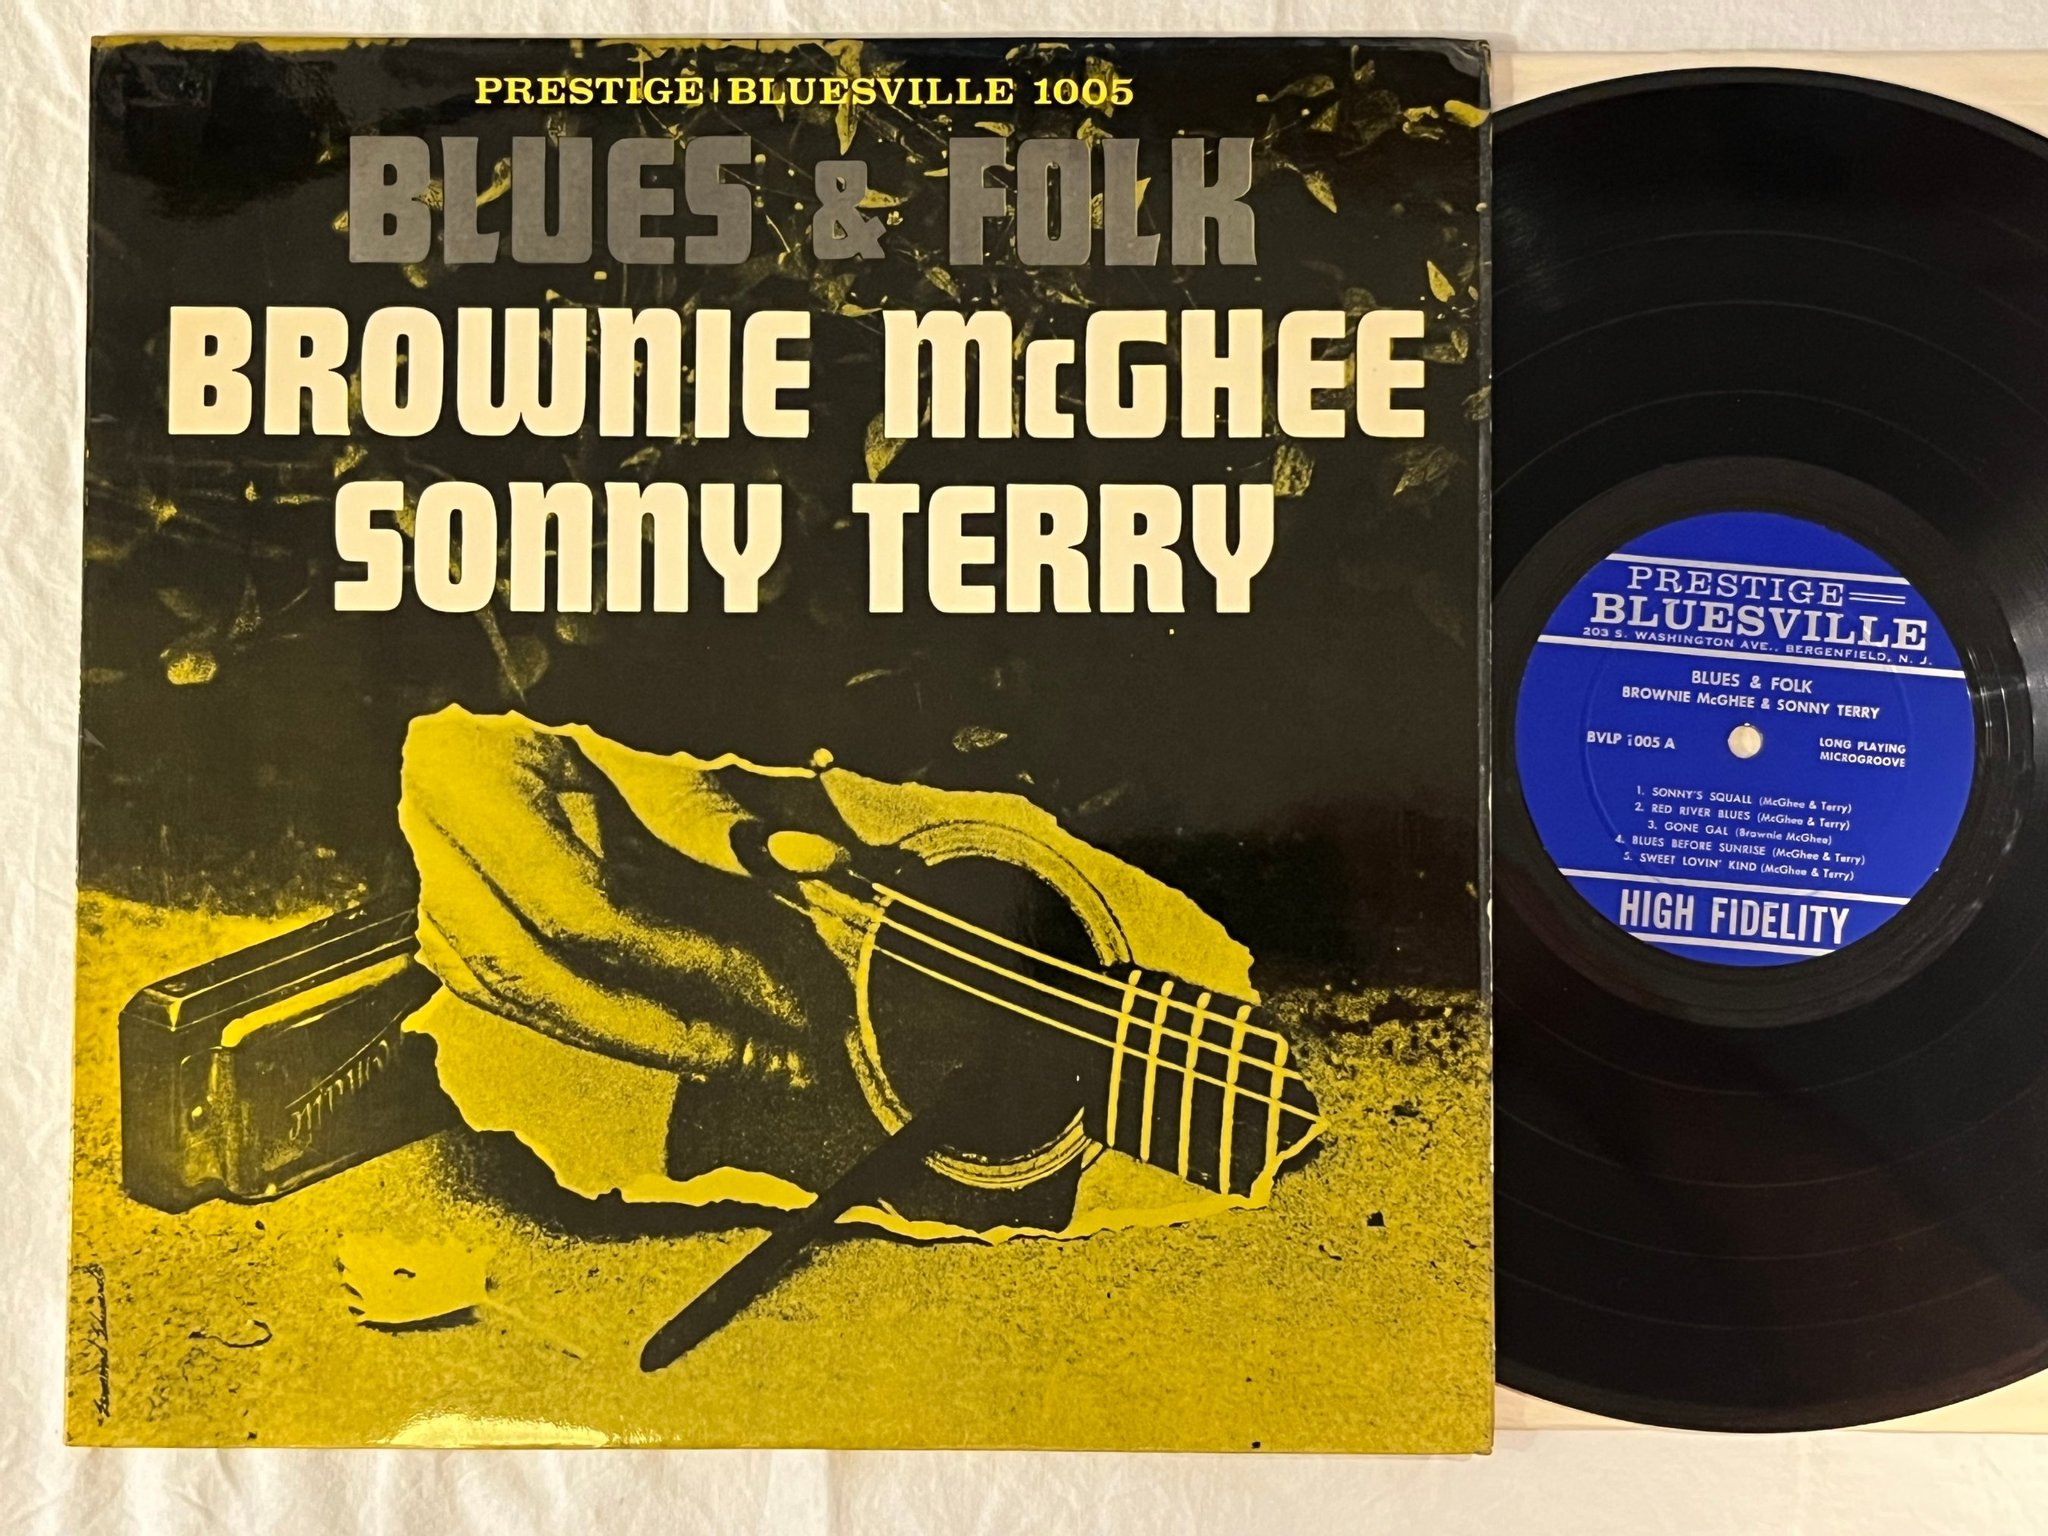 PRESTIGE | BLUESVILLE 1005
BLUES & FOLK
BROWNIE McGHEE
SONNY TERRY
PRESTIGE
BLUESVILLE
203 S. WASHINGTON AVE., BERGENFIELD, N. J.
BLUES & FOLK
BROWNIE McGHEE & SONNY TERRY
BVLP 1005 A
LONG PLAYING
MICROGROOVE
1. SONNY'S SQUALL (McGhee & Terry)
2. RED RIVER BLUES (McGhee & Terry)
3. GONE GAL (Brownie McGhee)
4. BLUES BEFORE SUNRISE (McGhee & Terry)
5. SWEET LOVIN' KIND (McGhee & Terry)
HIGH FIDELITY